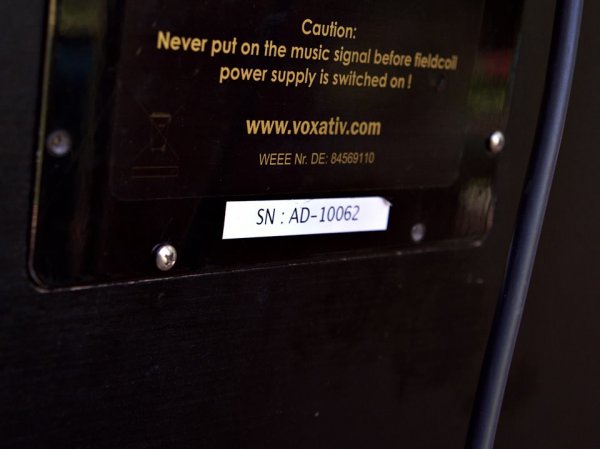 Caution:
Never put on the music signal before fieldcoil
power supply is switched on !
www.voxativ.com
WEEE Nr. DE: 84569110
SN : AD-10062